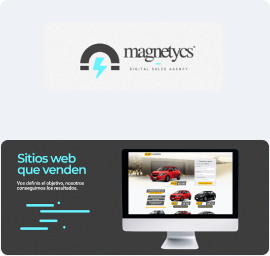 magnetycs
DIGITAL SALES AGENCY
Sitios web
que venden
Vos definís el objetivo, nosotros
conseguimos los resultados.